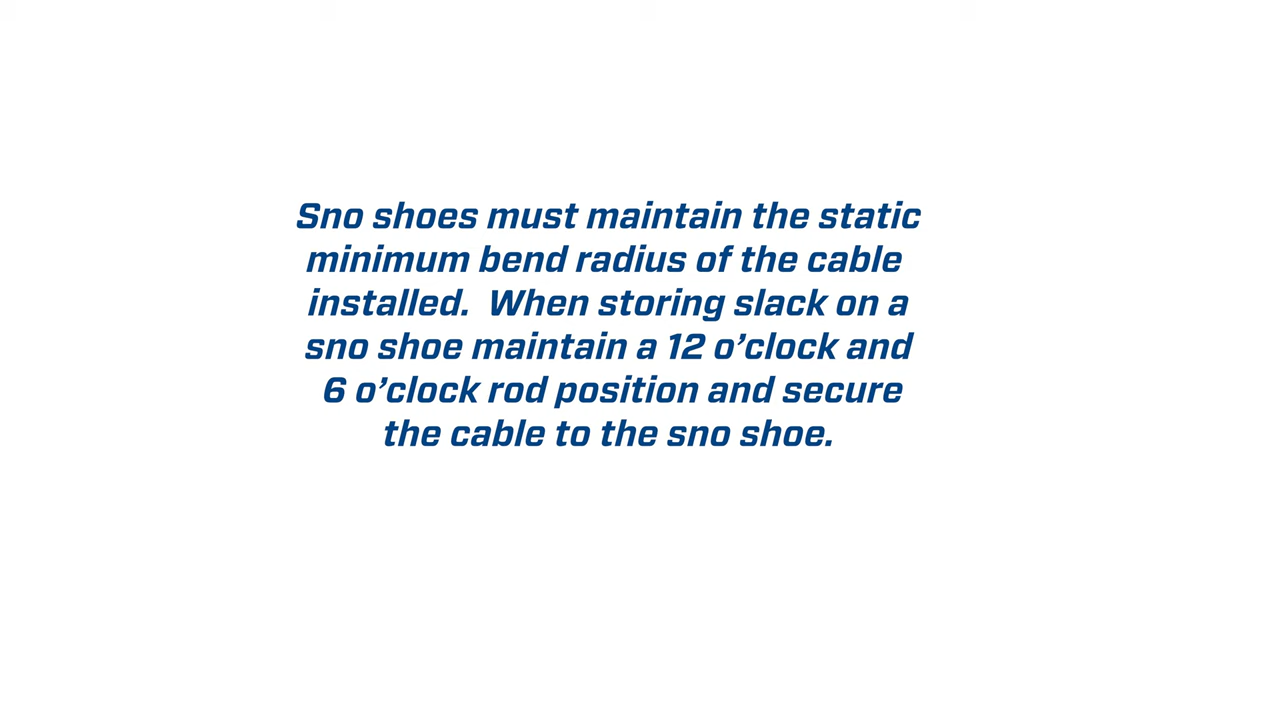 Sno shoes must maintain the static
minimum bend radius of the cable
installed.  When storing slack on a
sno shoe maintain a 12 o’clock and
6 o’clock rod position and secure
the cable to the sno shoe.